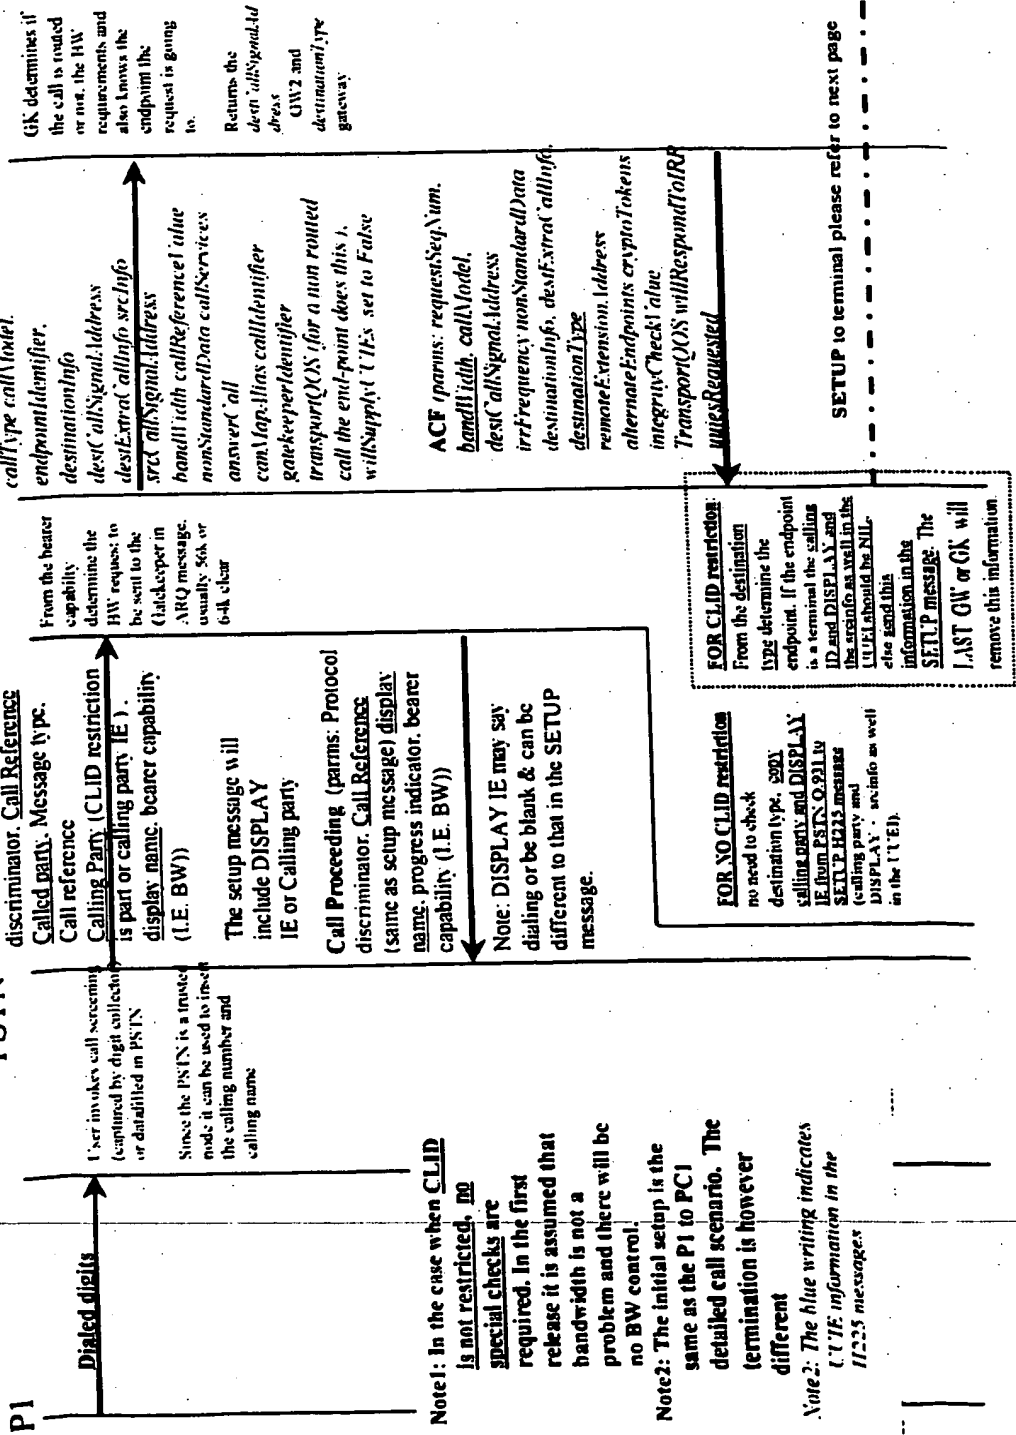 P1
Dialed digits
discriminator, Call Reference
Called party, Message type,
Call reference
Calling Party (CLID restriction
is part or calling party IE ).
display name, bearer capability
(I.E. BW))
User invokes call screening
(captured by digit collector)
or datafilled in PSTN
Since the PSTN is a trusted
node it can be used to insert
the calling number and
calling name
The setup message will
include DISPLAY
IE or Calling party
Call Proceeding (parms: Protocol
discriminator, Call Reference
(same as setup message) display
name, progress indicator, bearer
capability (I.E. BW))
Note: DISPLAY IE may say
dialing or be blank & can be
different to that in the SETUP
message.
From the bearer
capability
determine the
BW request to
be sent to the
Gatekeeper in
ARQ message.
usually 56k or
64k clear
callType callModel,
endpointIdentifier,
destinationInfo
destCallSignalAddress
destExtraCallInfo srcInfo
srcCallSignalAddress
bandWidth callReferenceValue
nonStandardData callServices
answerCall
canMapAlias callIdentifier
gatekeeperIdentifier
transportQOS (for a non routed
call the end-point does this ),
willSupplyUUIEs set to False
GK determines if
the call is routed
or not, the BW
requirements and
also knows the
endpoint the
request is going
to.
Returns the
destCallSignalAd
dress
GW2 and
destinationType
gateway
ACF (parms: requestSeqNum,
bandWidth, callModel,
destCallSignalAddress
irrFrequency nonStandardData
destinationInfo, destExtraCallInfo,
destinationType
remoteExtensionAddress
alternateEndpoints cryptoTokens
integrityCheckValue
TransportQOS willRespondToIRR
uuiesRequested
Note1: In the case when CLID
is not restricted, no
special checks are
required. In the first
release it is assumed that
bandwidth is not a
problem and there will be
no BW control.
Note2: The initial setup is the
same as the P1 to PC1
detailed call scenario. The
termination is however
different
Note2: The blue writing indicates
UUIE information in the
H225 messages
FOR NO CLID restriction
no need to check
destination type, copy
calling party and DISPLAY
IE from PSTN Q.931 to
SETUP H225 message
(calling party and
DISPLAY - srcinfo as well
in the UUEI).
FOR CLID restriction:
From the destination
type determine the
endpoint. If the endpoint
is a terminal the calling
ID and DISPLAY and
the srcinfo as well in the
UUEI should be NIL.
else send this
information in the
SETUP message. The
LAST GW or GK will
remove this information
SETUP to terminal please refer to next page